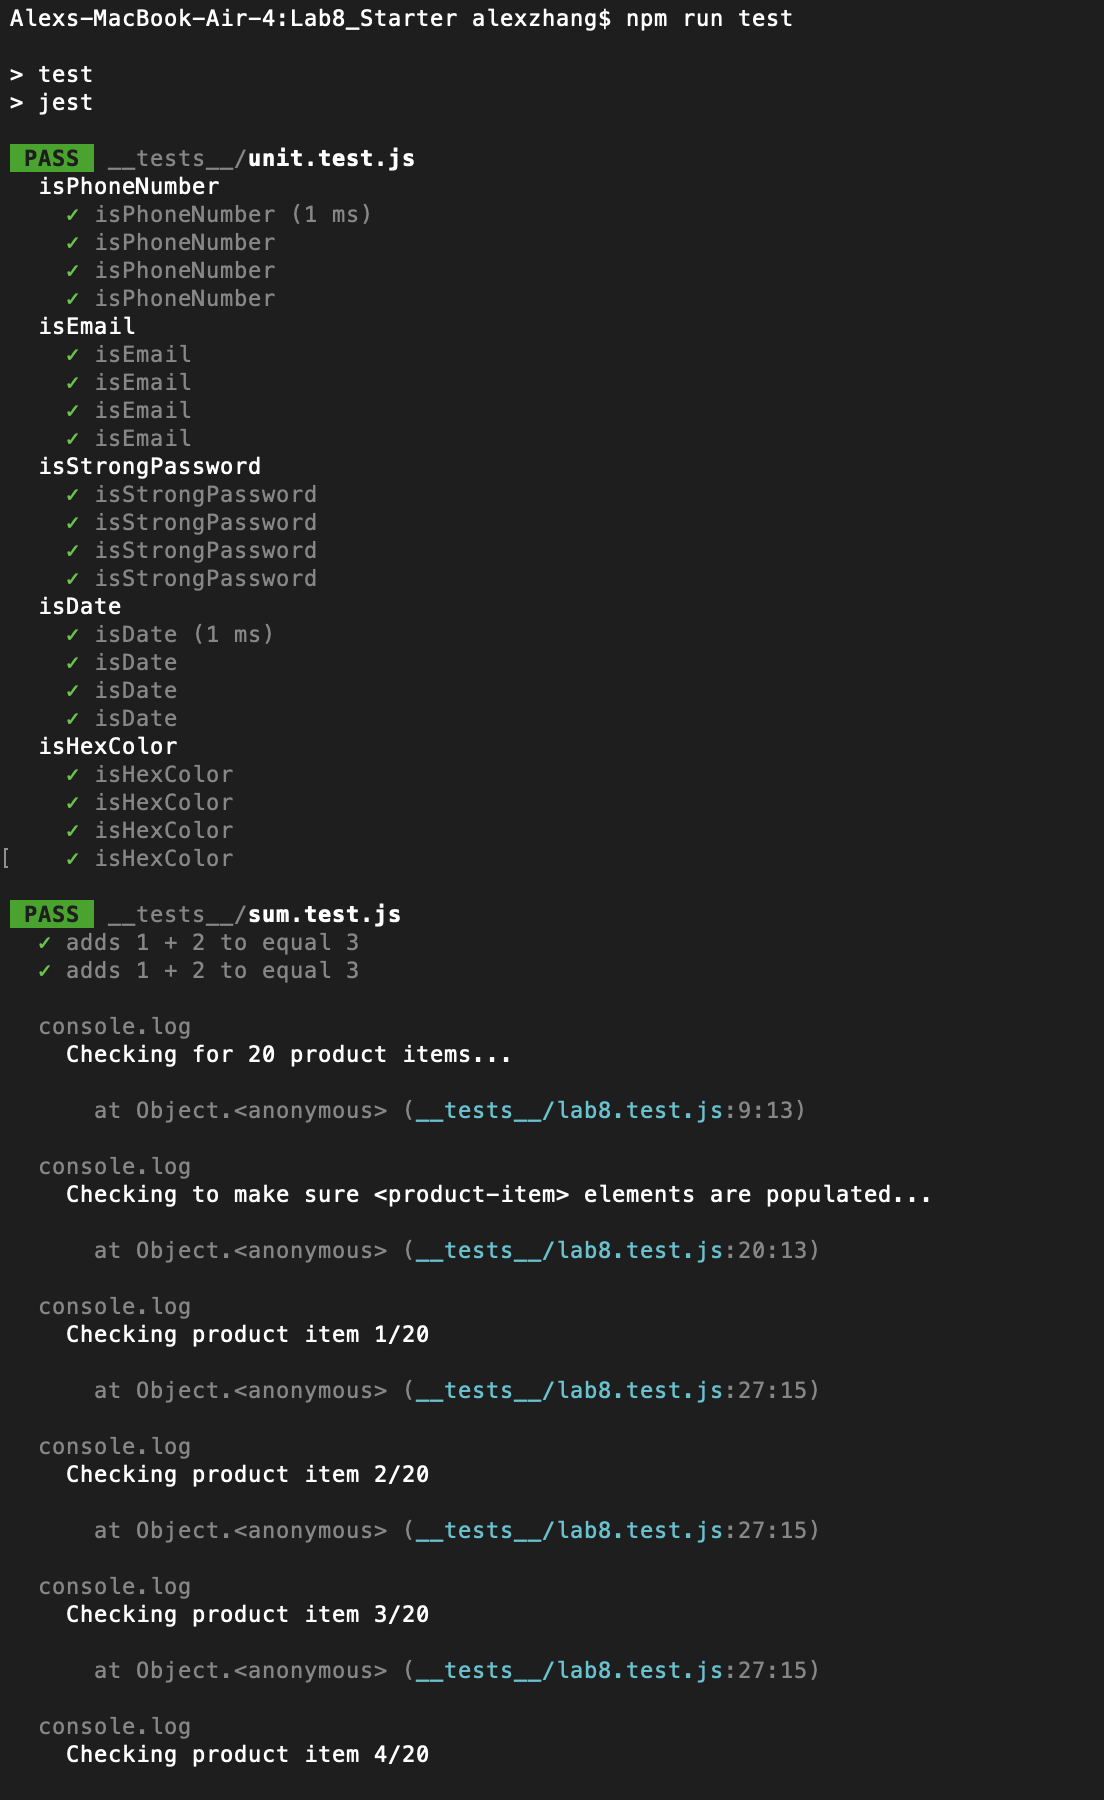 Alexs-MacBook-Air-4:Lab8_Starter alexzhang$ npm run test
> test
> jest
PASS __tests__/unit.test.js
isPhoneNumber
✓ isPhoneNumber (1 ms)
✓ isPhoneNumber
✓ isPhoneNumber
✓ isPhoneNumber
isEmail
✓ isEmail
✓ isEmail
✓ isEmail
✓ isEmail
isStrongPassword
✓ isStrongPassword
✓ isStrongPassword
✓ isStrongPassword
✓ isStrongPassword
isDate
✓ isDate (1 ms)
✓ isDate
✓ isDate
✓ isDate
isHexColor
✓ isHexColor
✓ isHexColor
✓ isHexColor
[ ✓ isHexColor
PASS __tests__/sum.test.js
✓ adds 1 + 2 to equal 3
✓ adds 1 + 2 to equal 3
console.log
Checking for 20 product items...
at Object.<anonymous> (__tests__/lab8.test.js:9:13)
console.log
Checking to make sure <product-item> elements are populated...
at Object.<anonymous> (__tests__/lab8.test.js:20:13)
console.log
Checking product item 1/20
at Object.<anonymous> (__tests__/lab8.test.js:27:15)
console.log
Checking product item 2/20
at Object.<anonymous> (__tests__/lab8.test.js:27:15)
console.log
Checking product item 3/20
at Object.<anonymous> (__tests__/lab8.test.js:27:15)
console.log
Checking product item 4/20